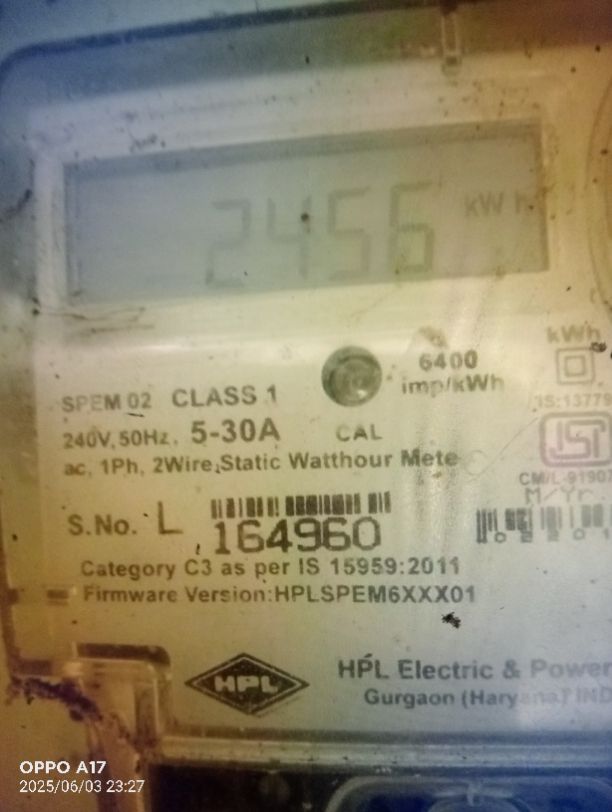 2456 kWh
6400
imp/kWh
kWh
SPEM 02 CLASS 1
IS:13779
240V, 50Hz, 5-30A CAL
ac, 1Ph, 2Wire, Static Watthour Mete
CM/L-9190
M/Yr.
S.No. L 164960
Category C3 as per IS 15959:2011
Firmware Version:HPLSPEM6XXX01
HPL
HPL Electric & Power
Gurgaon (Haryana) IND
OPPO A17
2025/06/03 23:27